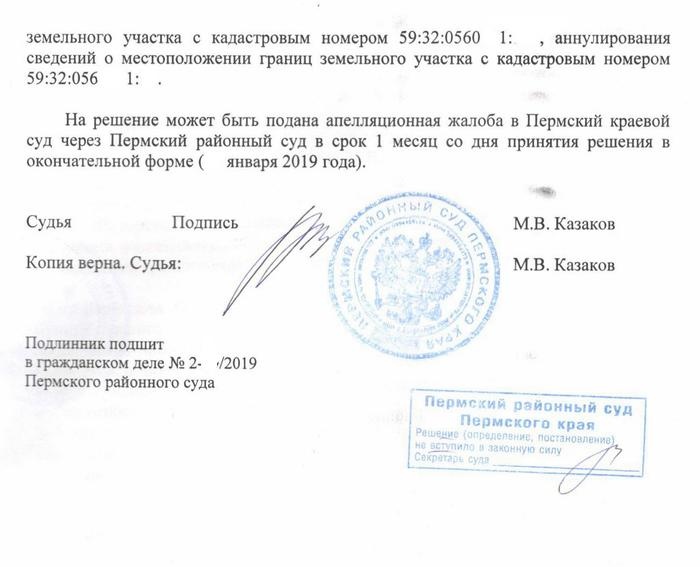 земельного участка с кадастровым номером 59:32:0560 1: , аннулирования
сведений о местоположении границ земельного участка с кадастровым номером
59:32:056 1: .
На решение может быть подана апелляционная жалоба в Пермский краевой
суд через Пермский районный суд в срок 1 месяц со дня принятия решения в
окончательной форме ( января 2019 года).
Судья Подпись М.В. Казаков
Копия верна. Судья: М.В. Казаков
ПЕРМСКИЙ РАЙОННЫЙ СУД ПЕРМСКОГО КРАЯ
Подлинник подшит
в гражданском деле № 2- /2019
Пермского районного суда
Пермский районный суд
Пермского края
Решение (определение, постановление)
не вступило в законную силу
Секретарь суда